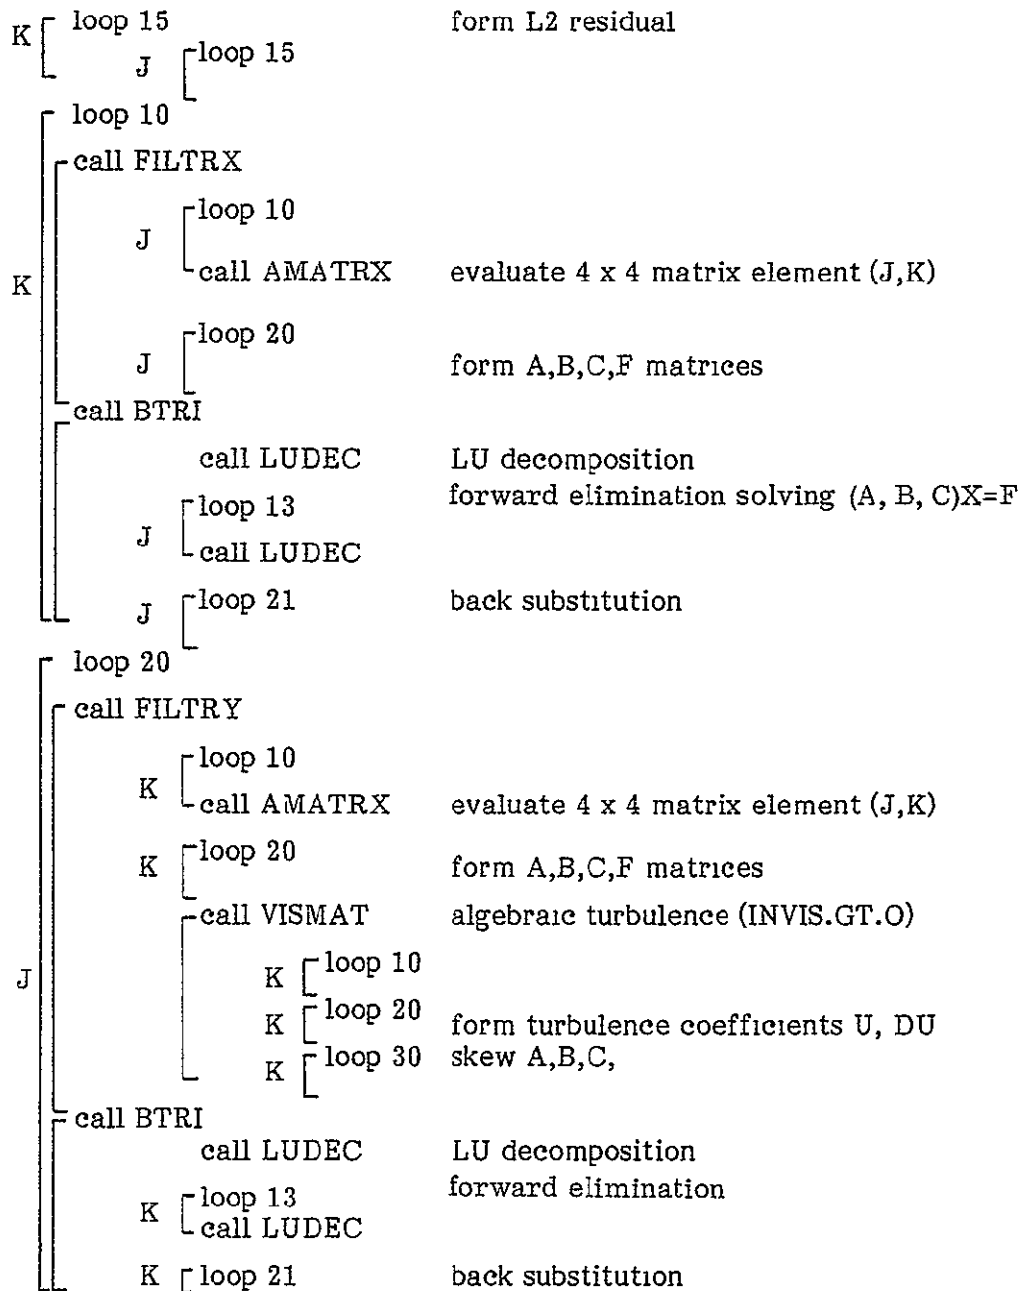 K loop 15 form L2 residual
J loop 15
loop 10
call FILTRX
J loop 10
call AMATRX evaluate 4 x 4 matrix element (J,K)
K
J loop 20
form A,B,C,F matrices
call BTRI
call LUDEC LU decomposition
forward elimination solving (A, B, C)X=F
J loop 13
call LUDEC
J loop 21 back substitution
loop 20
call FILTRY
K loop 10
call AMATRX evaluate 4 x 4 matrix element (J,K)
K loop 20 form A,B,C,F matrices
call VISMAT algebraic turbulence (INVIS.GT.O)
J
K loop 10
K loop 20 form turbulence coefficients U, DU
K loop 30 skew A,B,C,
call BTRI
call LUDEC LU decomposition
forward elimination
K loop 13
call LUDEC
K loop 21 back substitution